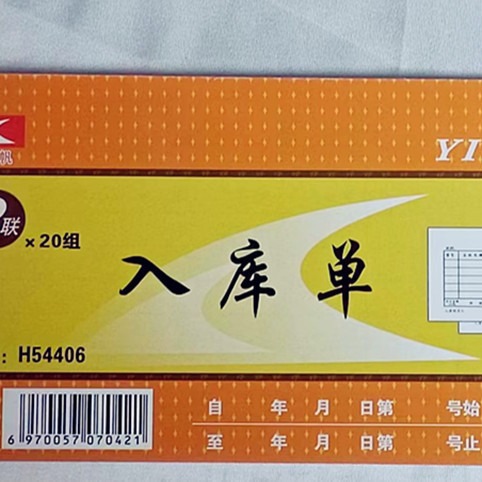 帆
YI
联
×20组
入库单
: H54406
自 年 月 日第 号始
至 年 月 日第 号止
6 970057 070421